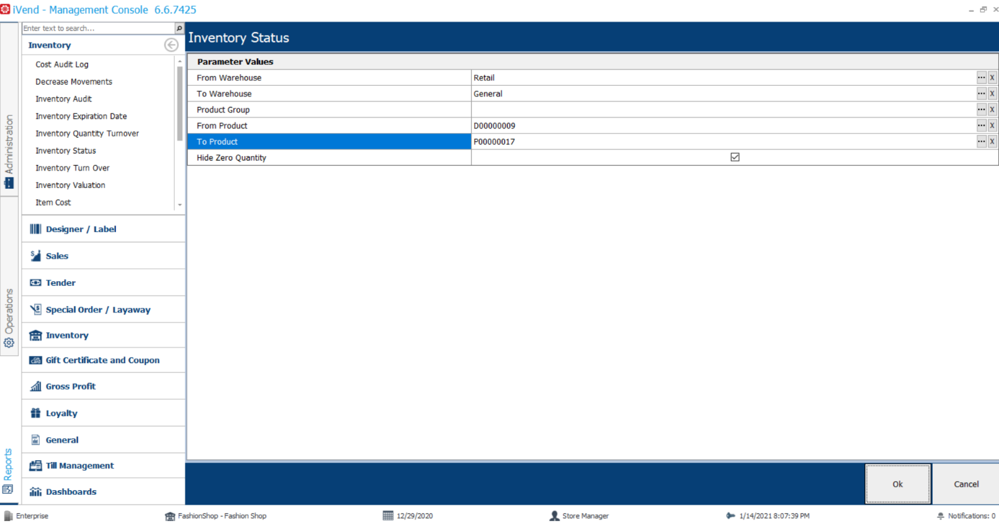 iVend - Management Console 6.6.7425
Enter text to search...
Inventory
Cost Audit Log
Decrease Movements
Inventory Audit
Inventory Expiration Date
Inventory Quantity Turnover
Inventory Status
Inventory Turn Over
Inventory Valuation
Item Cost
Designer / Label
Sales
Tender
Special Order / Layaway
Inventory
Gift Certificate and Coupon
Gross Profit
Loyalty
General
Till Management
Dashboards
Administration
Operations
Reports
Inventory Status
Parameter Values
From Warehouse Retail ... X
To Warehouse General ... X
Product Group ... X
From Product D00000009 ... X
To Product P00000017 ... X
Hide Zero Quantity
Ok Cancel
Enterprise FashionShop - Fashion Shop 12/29/2020 Store Manager 1/14/2021 8:07:39 PM Notifications: 0